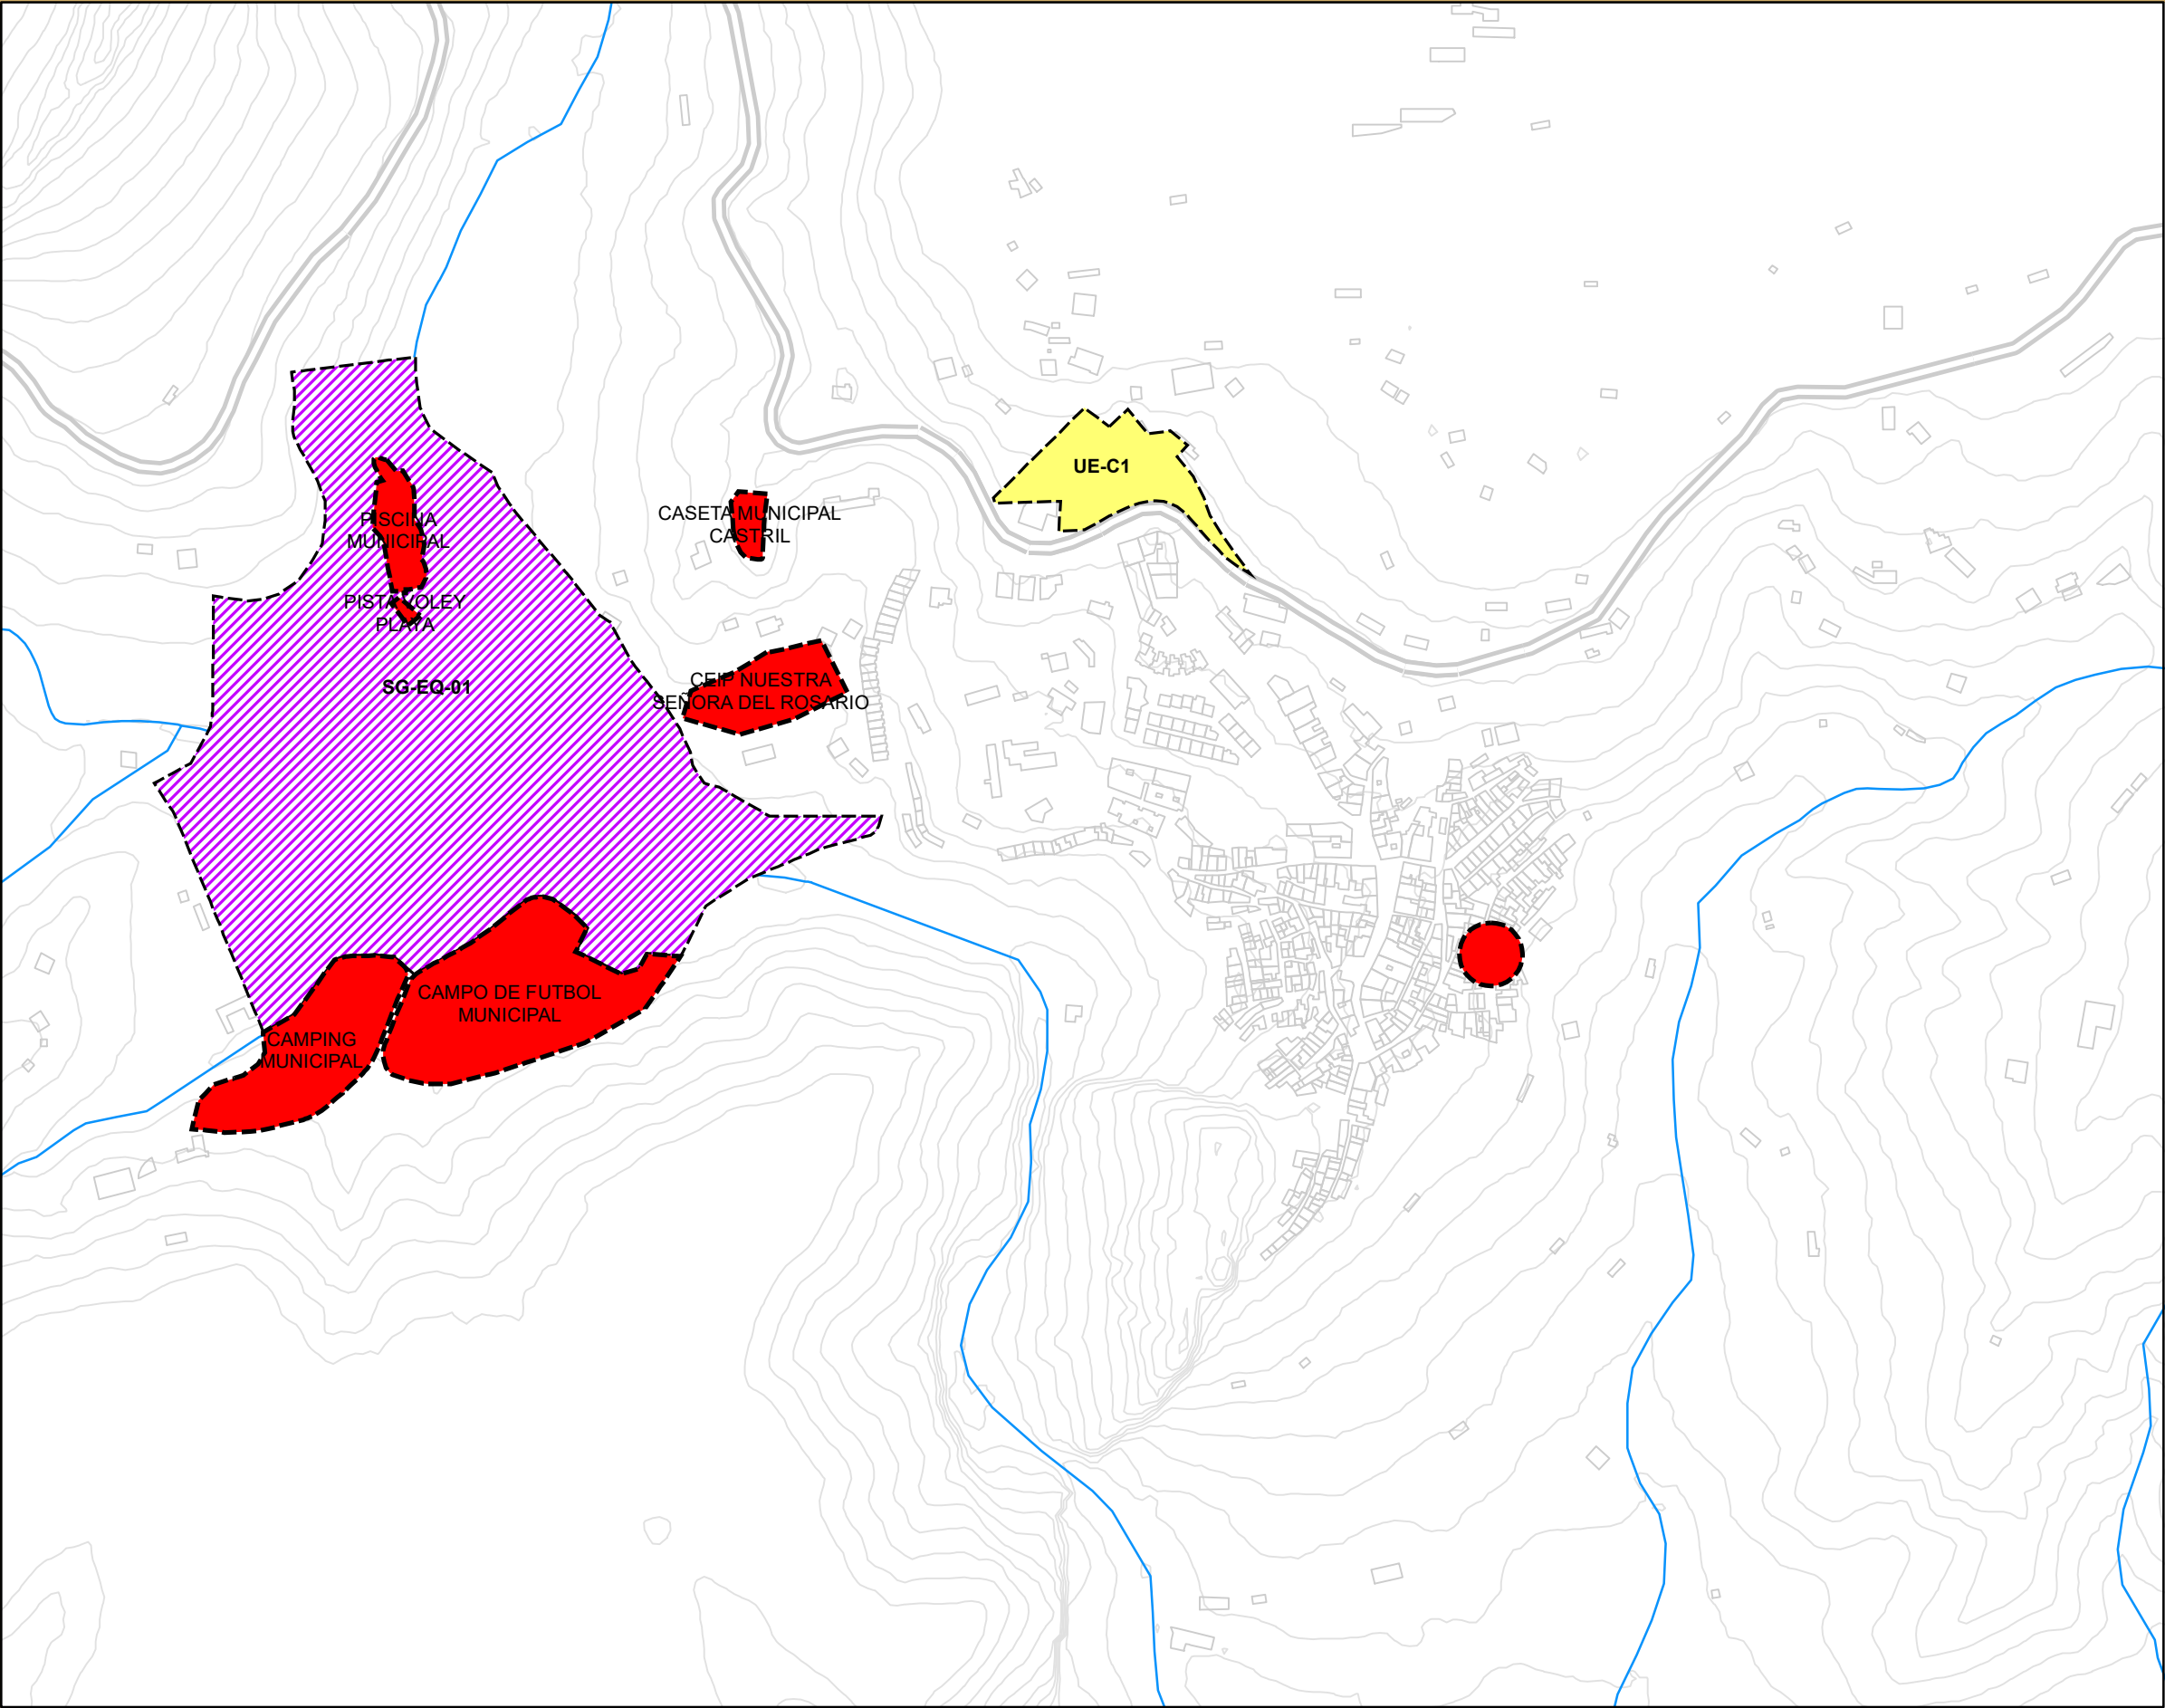 UE-C1
CASETA MUNICIPAL
CASTRIL
PISCINA
MUNICIPAL
PISTA VOLEY
PLAYA
SG-EQ-01
CEIP NUESTRA
SEÑORA DEL ROSARIO
CAMPO DE FUTBOL
MUNICIPAL
CAMPING
MUNICIPAL